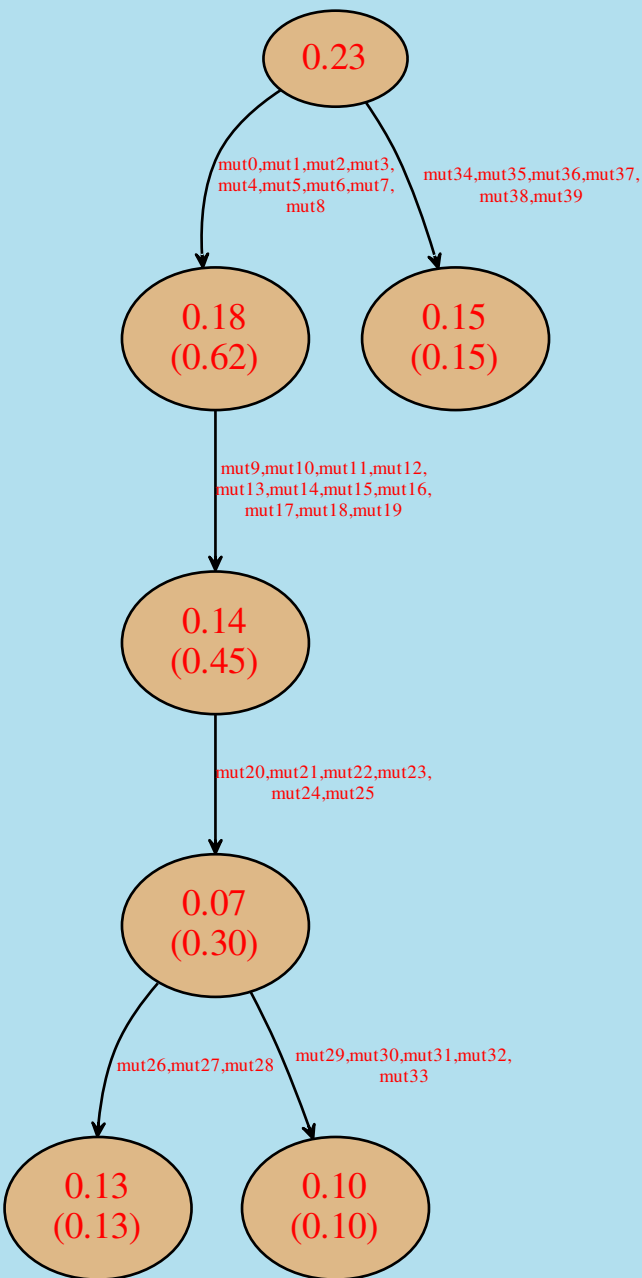 0.23
mut0,mut1,mut2,mut3,
mut4,mut5,mut6,mut7,
mut8
mut34,mut35,mut36,mut37,
mut38,mut39
0.18
(0.62)
0.15
(0.15)
mut9,mut10,mut11,mut12,
mut13,mut14,mut15,mut16,
mut17,mut18,mut19
0.14
(0.45)
mut20,mut21,mut22,mut23,
mut24,mut25
0.07
(0.30)
mut26,mut27,mut28
mut29,mut30,mut31,mut32,
mut33
0.13
(0.13)
0.10
(0.10)